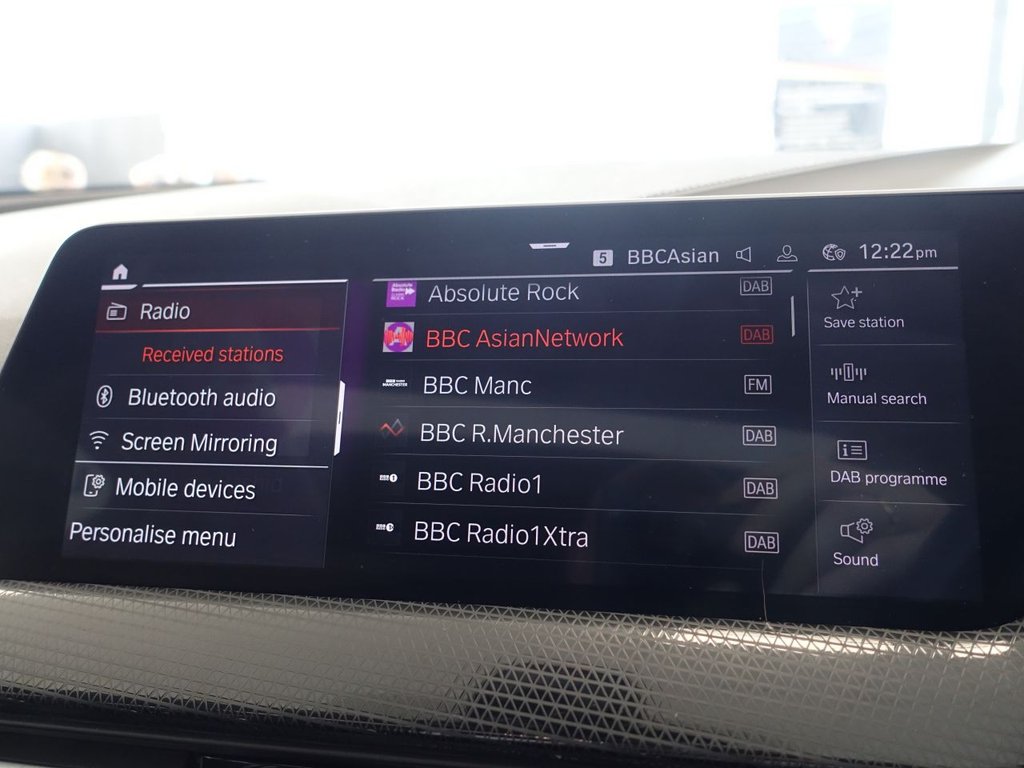 5 BBCAsian 12:22pm
Radio
Received stations
Bluetooth audio
Screen Mirroring
Mobile devices
Personalise menu
Absolute Rock DAB
BBC AsianNetwork DAB
BBC Manc FM
BBC R.Manchester DAB
BBC Radio1 DAB
BBC Radio1Xtra DAB
Save station
Manual search
DAB programme
Sound